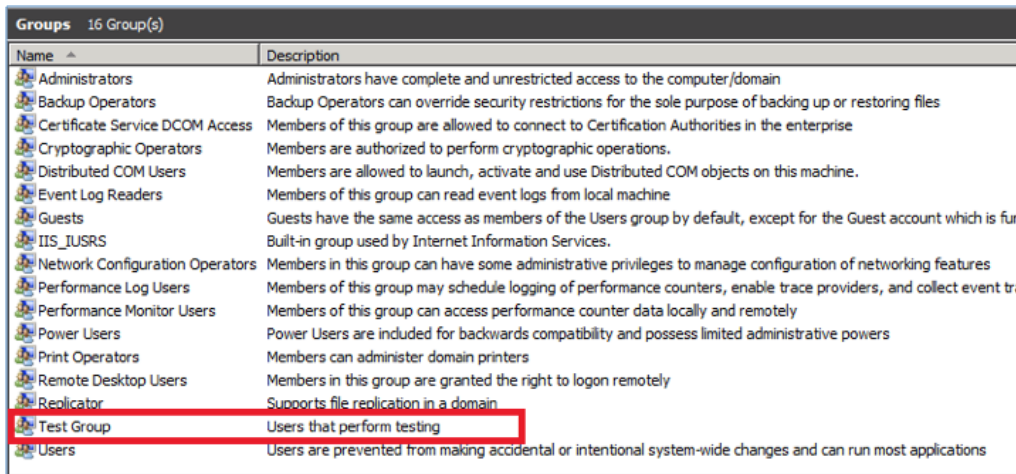 Groups 16 Group(s)
Name Description
Administrators Administrators have complete and unrestricted access to the computer/domain
Backup Operators Backup Operators can override security restrictions for the sole purpose of backing up or restoring files
Certificate Service DCOM Access Members of this group are allowed to connect to Certification Authorities in the enterprise
Cryptographic Operators Members are authorized to perform cryptographic operations.
Distributed COM Users Members are allowed to launch, activate and use Distributed COM objects on this machine.
Event Log Readers Members of this group can read event logs from local machine
Guests Guests have the same access as members of the Users group by default, except for the Guest account which is fur
IIS_IUSRS Built-in group used by Internet Information Services.
Network Configuration Operators Members in this group can have some administrative privileges to manage configuration of networking features
Performance Log Users Members of this group may schedule logging of performance counters, enable trace providers, and collect event tra
Performance Monitor Users Members of this group can access performance counter data locally and remotely
Power Users Power Users are included for backwards compatibility and possess limited administrative powers
Print Operators Members can administer domain printers
Remote Desktop Users Members in this group are granted the right to logon remotely
Replicator Supports file replication in a domain
Test Group Users that perform testing
Users Users are prevented from making accidental or intentional system-wide changes and can run most applications